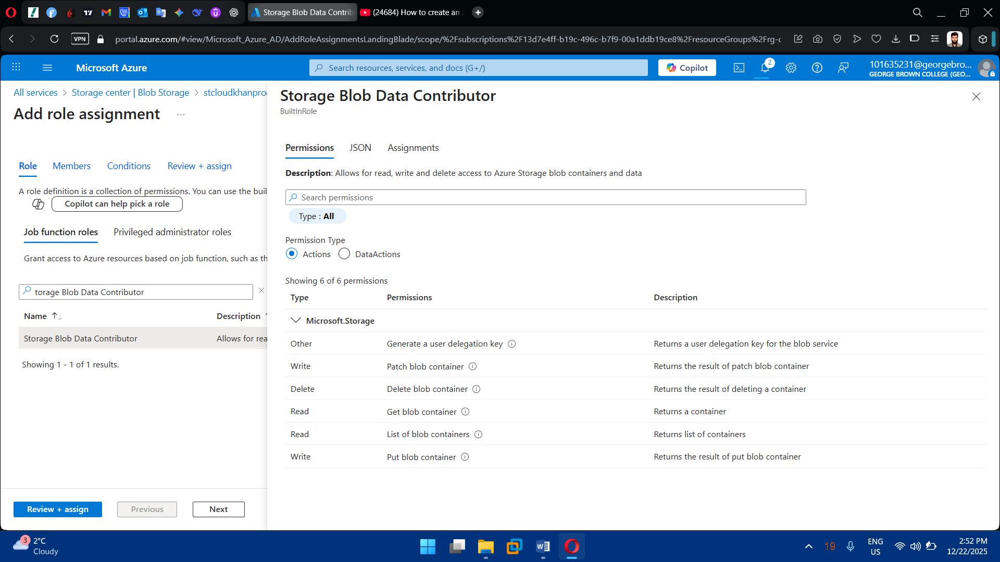 Storage Blob Data Contrib
(24684) How to create an
VPN
portal.azure.com/#view/Microsoft_Azure_AD/AddRoleAssignmentsLandingBlade/scope/%2Fsubscriptions%2F13d7e4ff-b19c-496c-b7f9-00a1ddb19ce8%2FresourceGroups%2Frg-c
Microsoft Azure
Search resources, services, and docs (G+/)
Copilot
2
101635231@georgebro...
GEORGE BROWN COLLEGE (GEO...
All services > Storage center | Blob Storage > stcloudkhanpro
Add role assignment ...
Role
Members
Conditions
Review + assign
A role definition is a collection of permissions. You can use the buil
Copilot can help pick a role
Job function roles
Privileged administrator roles
Grant access to Azure resources based on job function, such as th
torage Blob Data Contributor
Name ↑↓
Description ↑
Storage Blob Data Contributor
Allows for rea
Showing 1 - 1 of 1 results.
Review + assign
Previous
Next
Storage Blob Data Contributor
BuiltInRole
Permissions
JSON
Assignments
Description: Allows for read, write and delete access to Azure Storage blob containers and data
Search permissions
Type : All
Permission Type
Actions
DataActions
Showing 6 of 6 permissions
Type Permissions Description
Microsoft.Storage
Other Generate a user delegation key Returns a user delegation key for the blob service
Write Patch blob container Returns the result of patch blob container
Delete Delete blob container Returns the result of deleting a container
Read Get blob container Returns a container
Read List of blob containers Returns list of containers
Write Put blob container Returns the result of put blob container
3
2°C
Cloudy
19
ENG
US
2:52 PM
12/22/2025